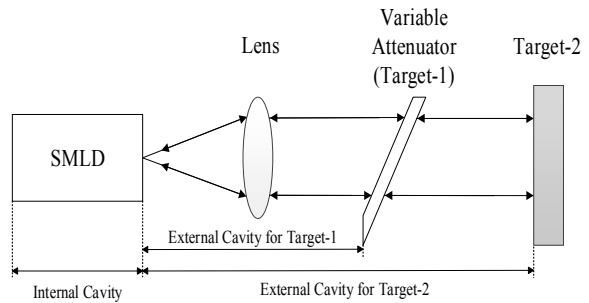 Variable
Attenuator
(Target-1)
Lens
Target-2
SMLD
External Cavity for Target-1
Internal Cavity
External Cavity for Target-2